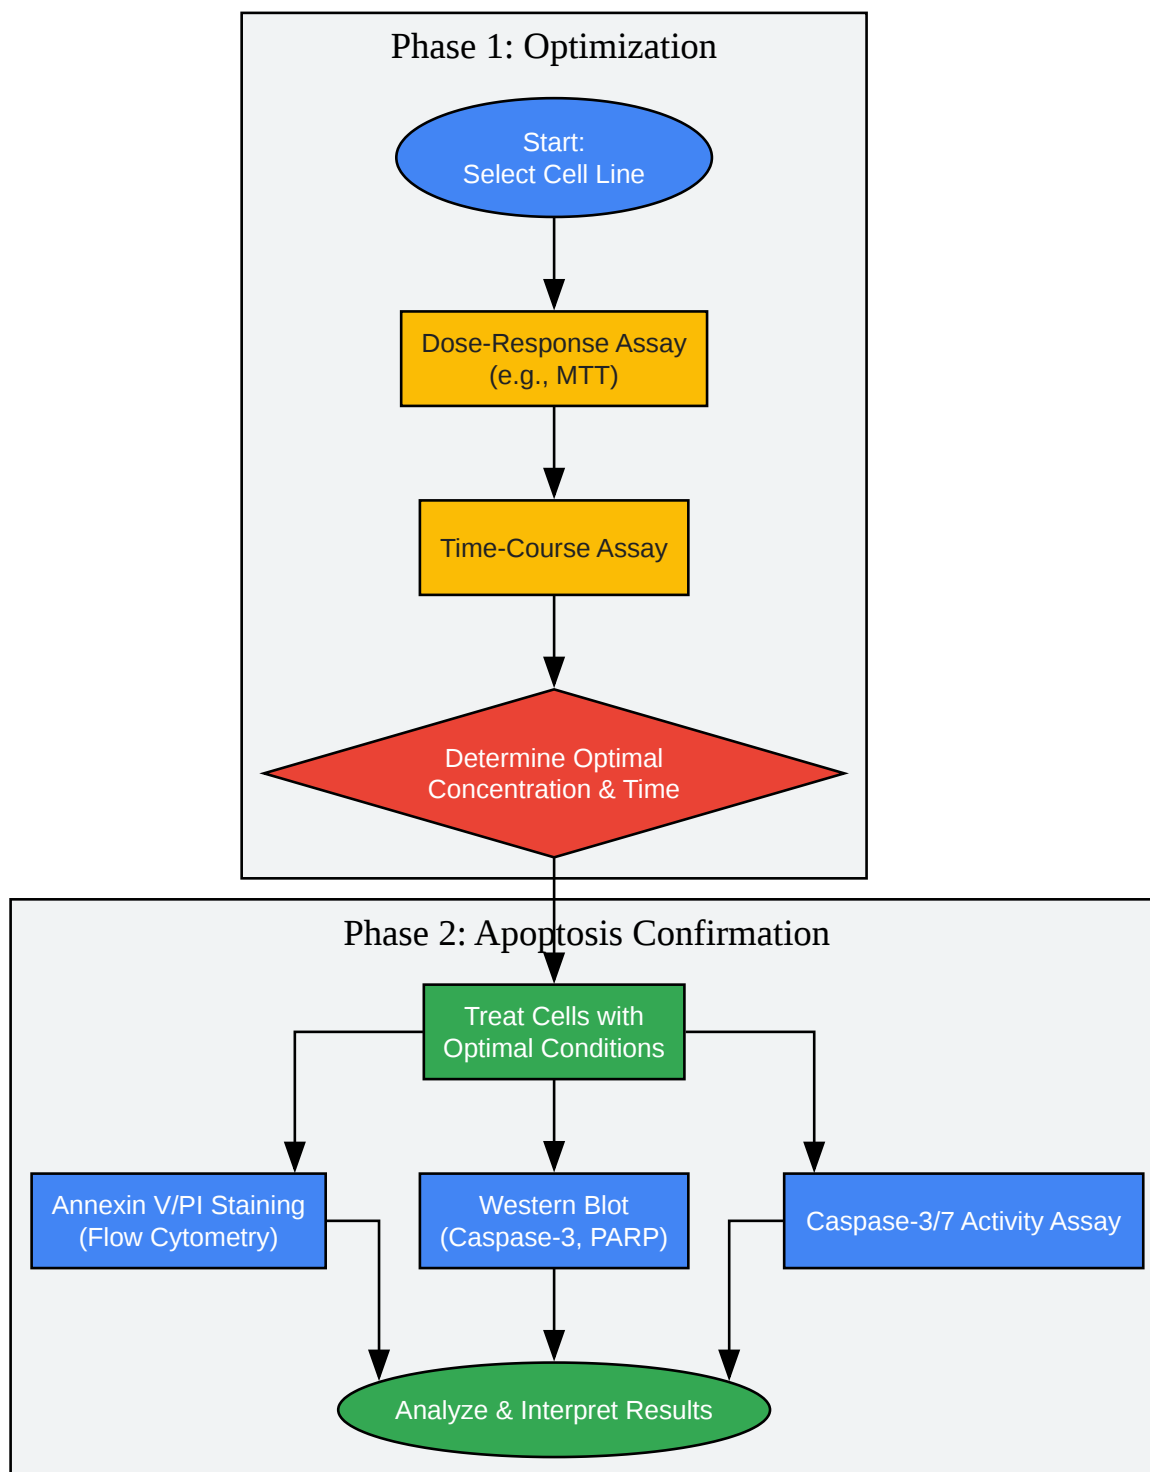 Phase 1: Optimization
Start:
Select Cell Line
Dose-Response Assay
(e.g., MTT)
Time-Course Assay
Determine Optimal
Concentration & Time
Phase 2: Apoptosis Confirmation
Treat Cells with
Optimal Conditions
Annexin V/PI Staining
(Flow Cytometry)
Western Blot
(Caspase-3, PARP)
Caspase-3/7 Activity Assay
Analyze & Interpret Results